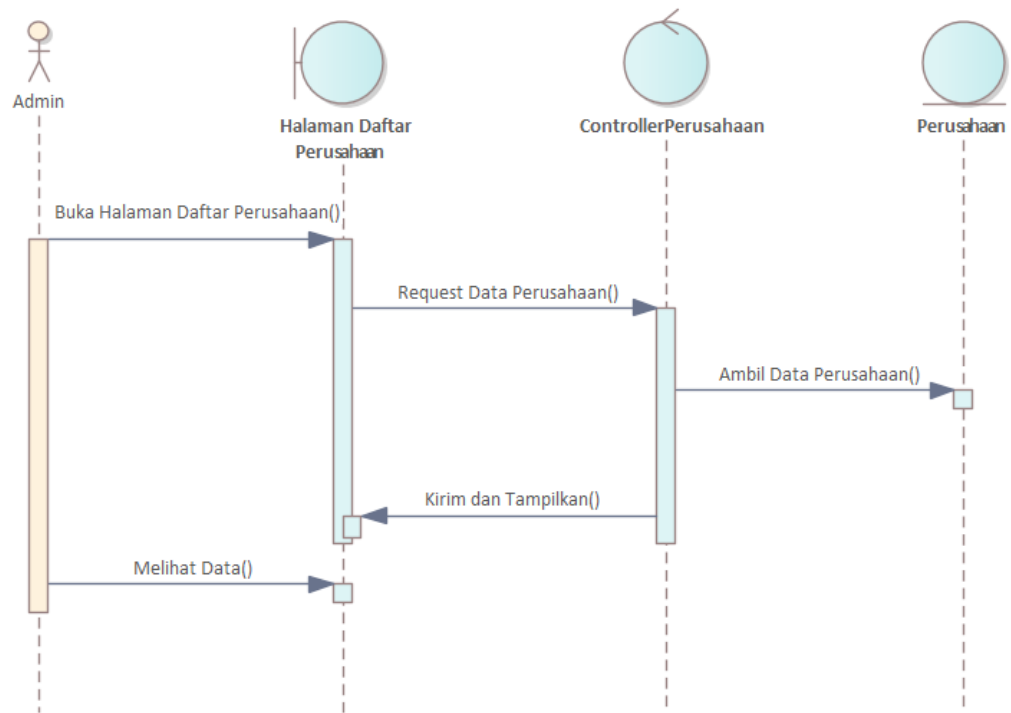 Admin
Halaman Daftar
Perusahaan
ControllerPerusahaan
Perusahaan
Buka Halaman Daftar Perusahaan()
Request Data Perusahaan()
Ambil Data Perusahaan()
Kirim dan Tampilkan()
Melihat Data()